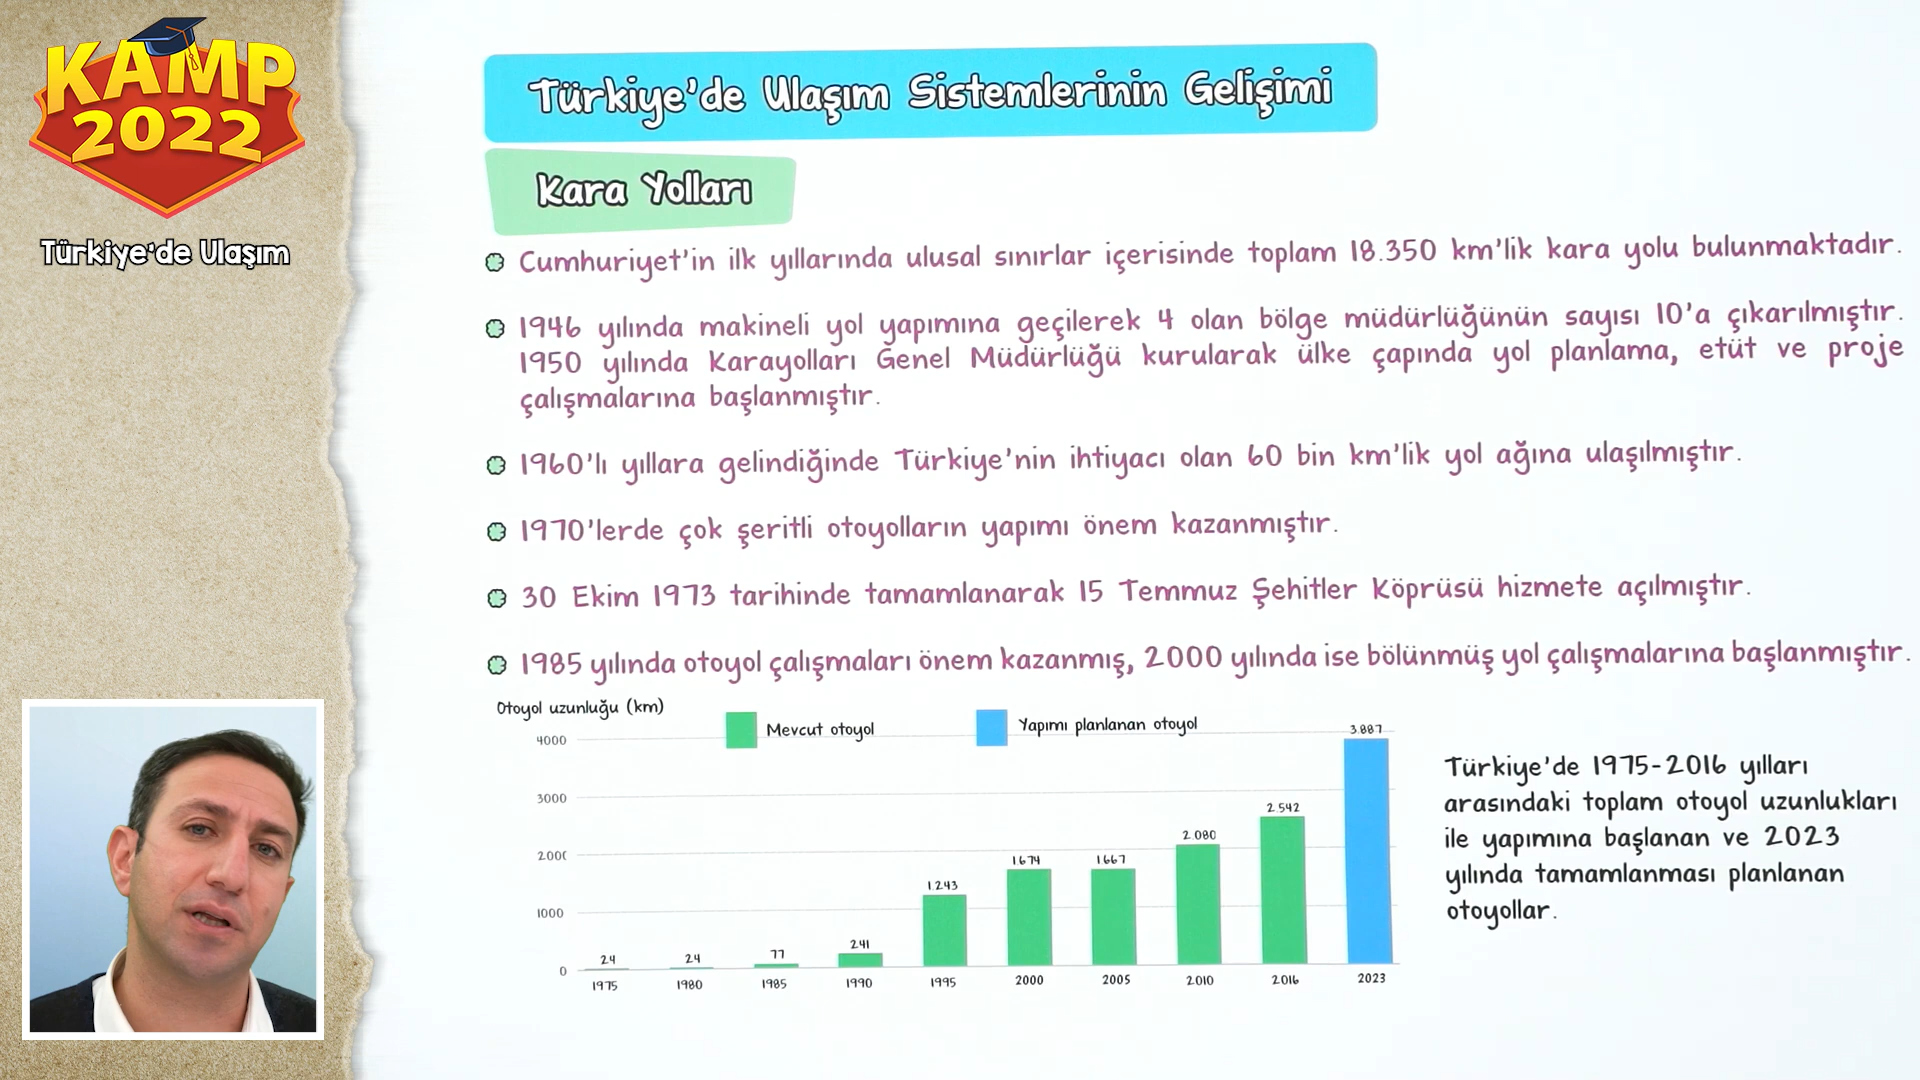 KAMP
2022
Türkiye'de Ulaşım
Türkiye'de Ulaşım Sistemlerinin Gelişimi
Kara Yolları
Cumhuriyet'in ilk yıllarında ulusal sınırlar içerisinde toplam 18.350 km'lik kara yolu bulunmaktadır.
1946 yılında makineli yol yapımına geçilerek 4 olan bölge müdürlüğünün sayısı 10'a çıkarılmıştır.
1950 yılında Karayolları Genel Müdürlüğü kurularak ülke çapında yol planlama, etüt ve proje
çalışmalarına başlanmıştır.
1960'lı yıllara gelindiğinde Türkiye'nin ihtiyacı olan 60 bin km'lik yol ağına ulaşılmıştır.
1970'lerde çok şeritli otoyolların yapımı önem kazanmıştır.
30 Ekim 1973 tarihinde tamamlanarak 15 Temmuz Şehitler Köprüsü hizmete açılmıştır.
1985 yılında otoyol çalışmaları önem kazanmış, 2000 yılında ise bölünmüş yol çalışmalarına başlanmıştır.
Otoyol uzunluğu (km)
Mevcut otoyol
Yapımı planlanan otoyol
4000
3000
2000
1000
0
24
24
77
241
1.243
1674
1667
2.080
2.542
3.887
1975
1980
1985
1990
1995
2000
2005
2010
2016
2023
Türkiye'de 1975-2016 yılları
arasındaki toplam otoyol uzunlukları
ile yapımına başlanan ve 2023
yılında tamamlanması planlanan
otoyollar.